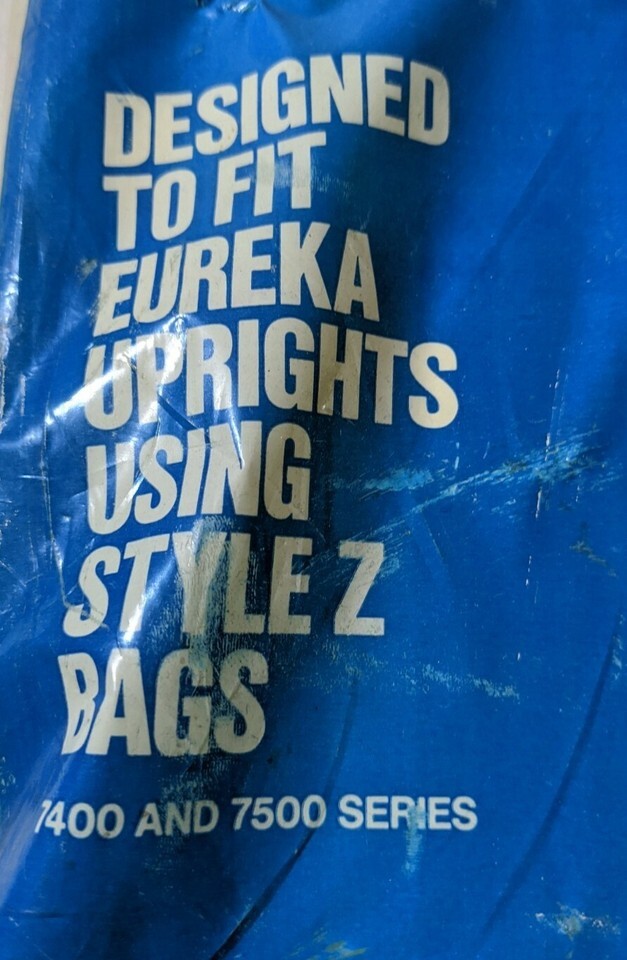 DESIGNED
TO FIT
EUREKA
UPRIGHTS
USING
STYLE Z
BAGS
7400 AND 7500 SERIES